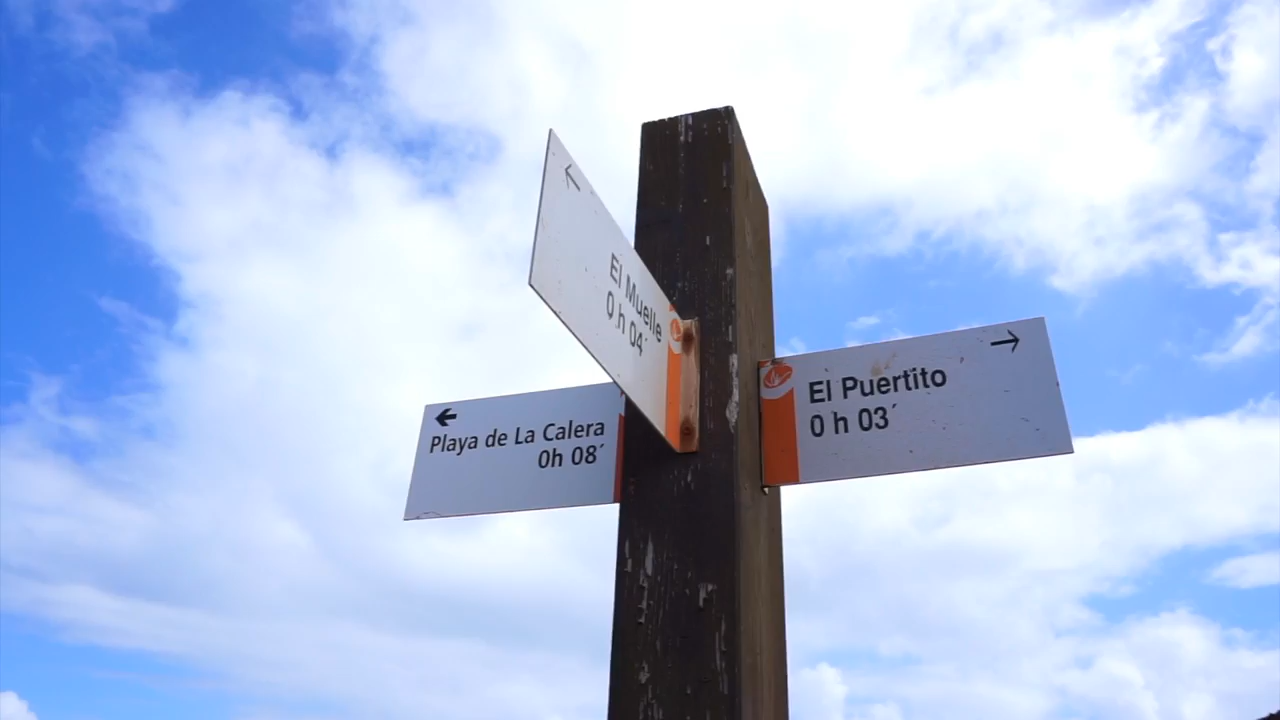 El Muelle
0 h 04´
Playa de La Calera
0h 08´
El Puertito
0 h 03´